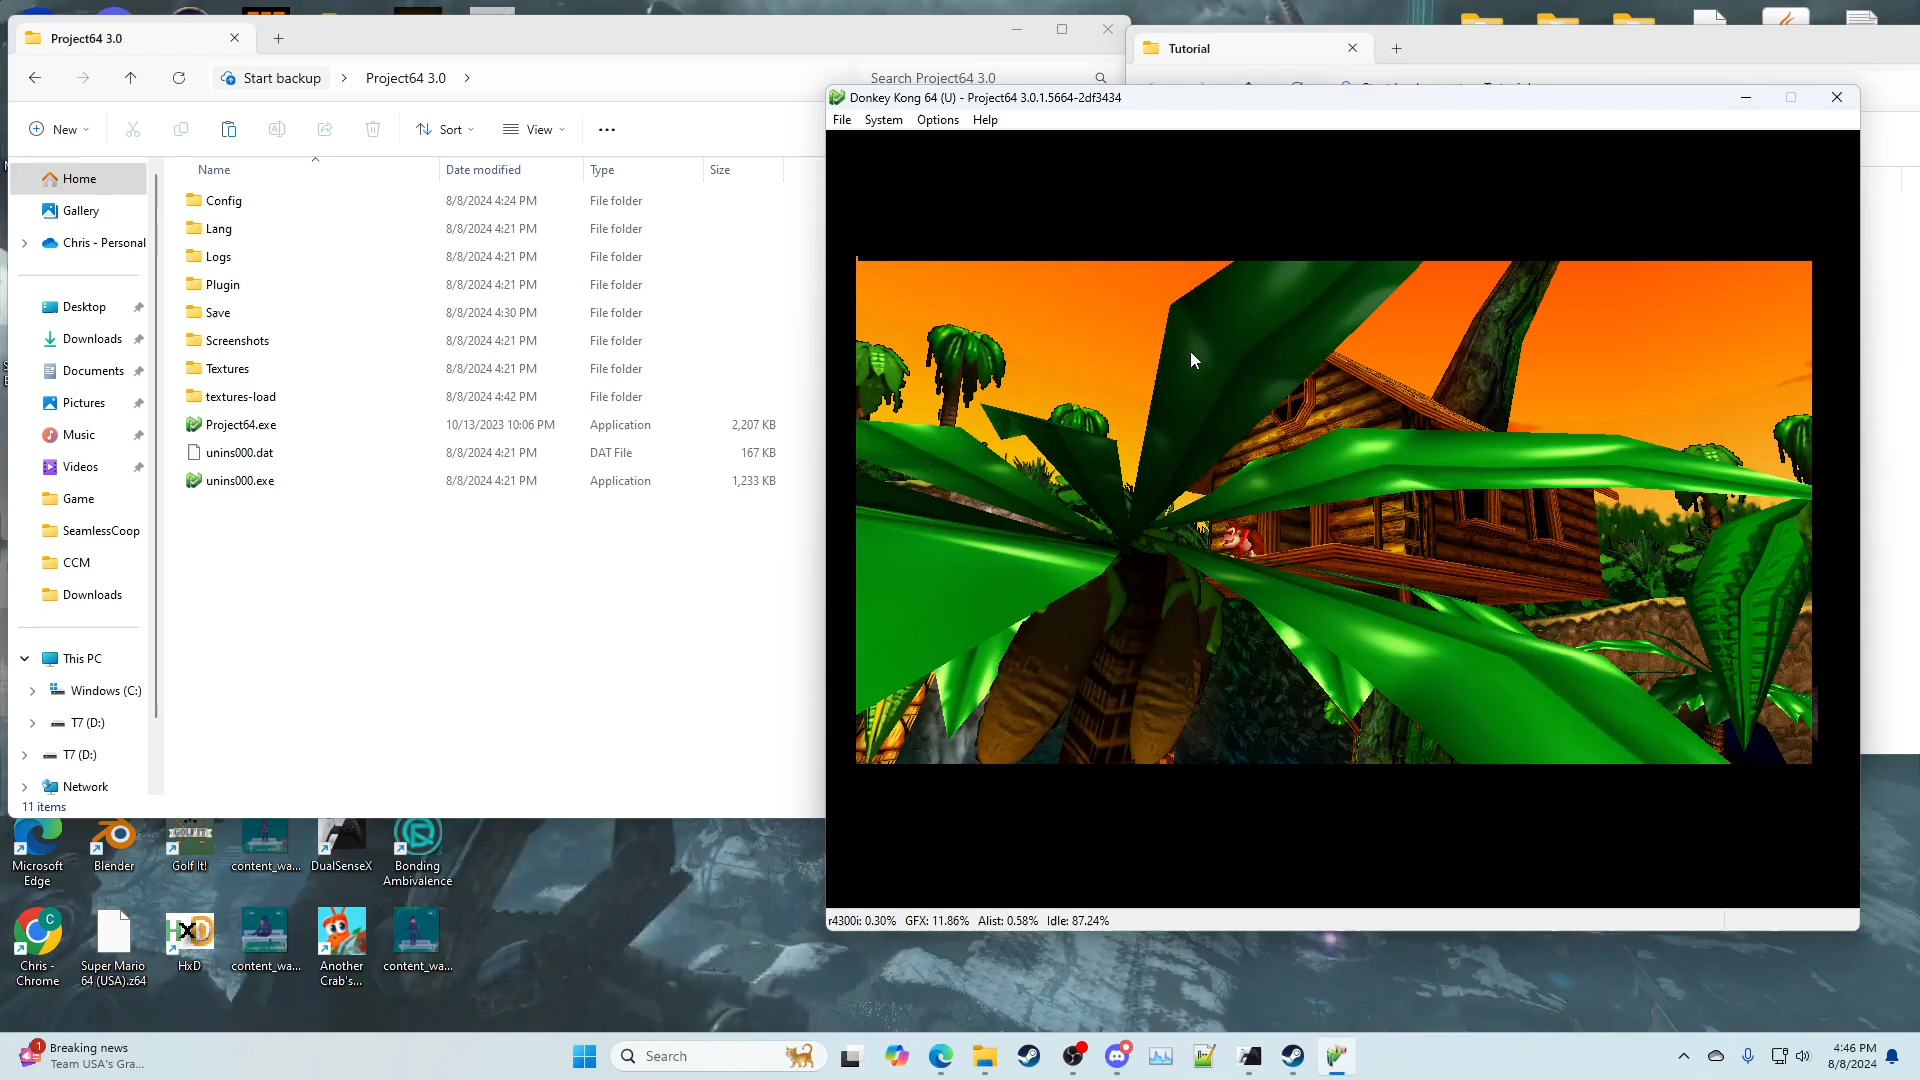 Project64 3.0
Tutorial
Start backup
Project64 3.0
Search Project64 3.0
New
Sort
View
Name
Date modified
Type
Size
Config 8/8/2024 4:24 PM File folder
Lang 8/8/2024 4:21 PM File folder
Logs 8/8/2024 4:21 PM File folder
Plugin 8/8/2024 4:21 PM File folder
Save 8/8/2024 4:30 PM File folder
Screenshots 8/8/2024 4:21 PM File folder
Textures 8/8/2024 4:21 PM File folder
textures-load 8/8/2024 4:42 PM File folder
Project64.exe 10/13/2023 10:06 PM Application 2,207 KB
unins000.dat 8/8/2024 4:21 PM DAT File 167 KB
unins000.exe 8/8/2024 4:21 PM Application 1,233 KB
Home
Gallery
Chris - Personal
Desktop
Downloads
Documents
Pictures
Music
Videos
Game
SeamlessCoop
CCM
Downloads
This PC
Windows (C:)
T7 (D:)
T7 (D:)
Network
11 items
Donkey Kong 64 (U) - Project64 3.0.1.5664-2df3434
File System Options Help
r4300i: 0.30% GFX: 11.86% Alist: 0.58% Idle: 87.24%
Microsoft
Edge
Blender
GOLF IT!
Golf It!
content_wa...
DualSenseX
Bonding
Ambivalence
Chris -
Chrome
Super Mario
64 (USA).z64
HxD
HxD
content_wa...
Another
Crab's...
content_wa...
1
Breaking news
Team USA's Gra...
Search
4:46 PM
8/8/2024